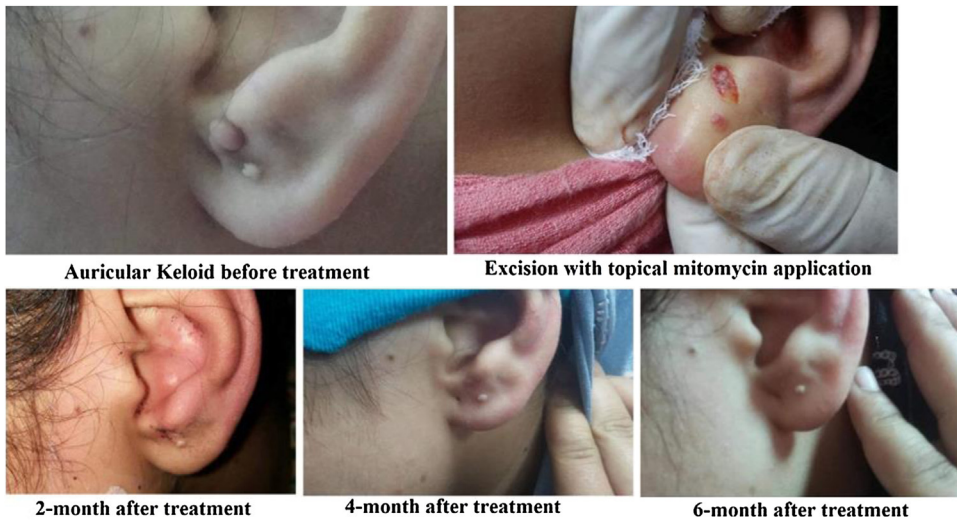 Auricular Keloid before treatment
Excision with topical mitomycin application
2-month after treatment
4-month after treatment
6-month after treatment